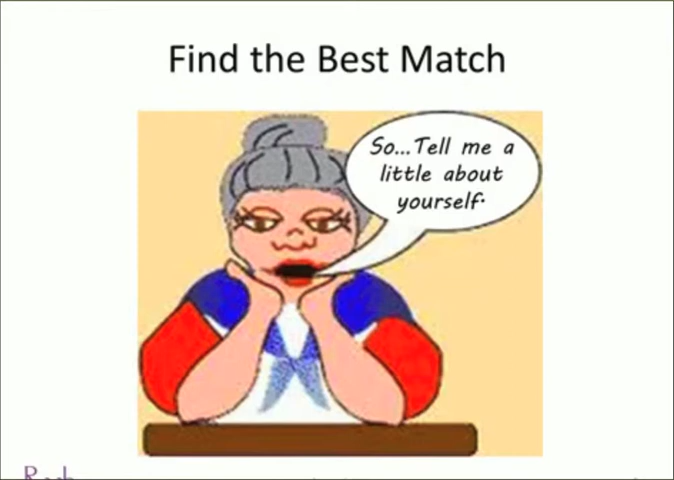 Find the Best Match
So...Tell me a
little about
yourself.